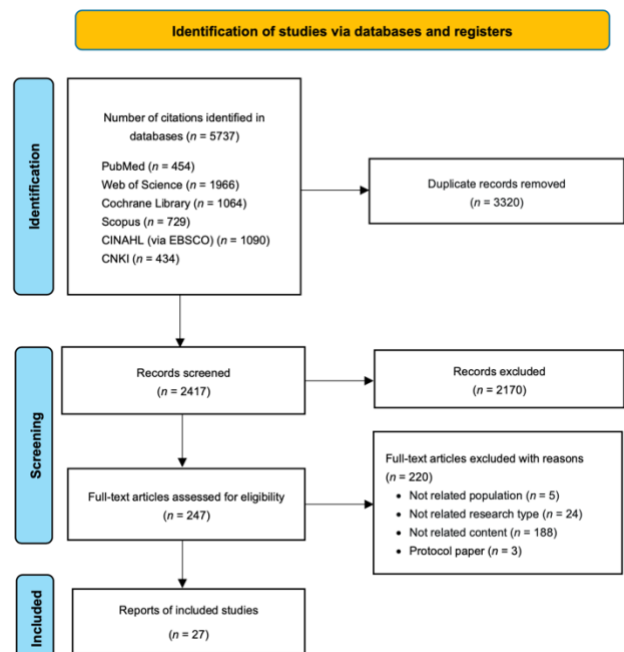 Identification of studies via databases and registers
Identification
Number of citations identified in
databases (n = 5737)
PubMed (n = 454)
Web of Science (n = 1966)
Cochrane Library (n = 1064)
Scopus (n = 729)
CINAHL (via EBSCO) (n = 1090)
CNKI (n = 434)
Duplicate records removed
(n = 3320)
Screening
Records screened
(n = 2417)
Records excluded
(n = 2170)
Full-text articles assessed for eligibility
(n = 247)
Full-text articles excluded with reasons
(n = 220)
• Not related population (n = 5)
• Not related research type (n = 24)
• Not related content (n = 188)
• Protocol paper (n = 3)
Included
Reports of included studies
(n = 27)